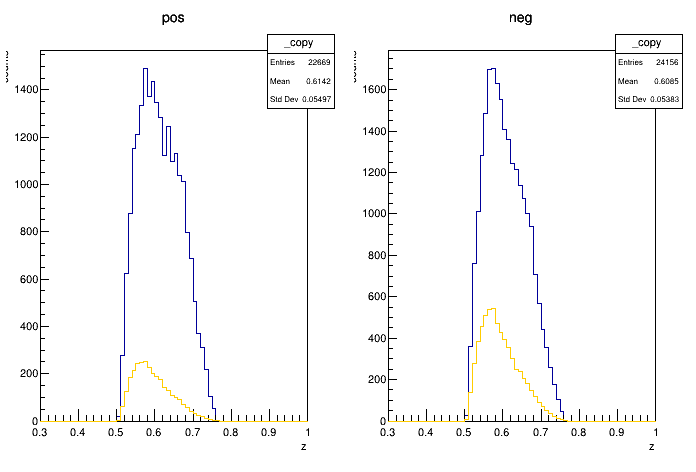 pos
_copy
Entries 22669
Mean 0.6142
Std Dev 0.05497
1400
1200
1000
800
600
400
200
0
0.3 0.4 0.5 0.6 0.7 0.8 0.9 1
z
neg
_copy
Entries 24156
Mean 0.6085
Std Dev 0.05383
1600
1400
1200
1000
800
600
400
200
0
0.3 0.4 0.5 0.6 0.7 0.8 0.9 1
z